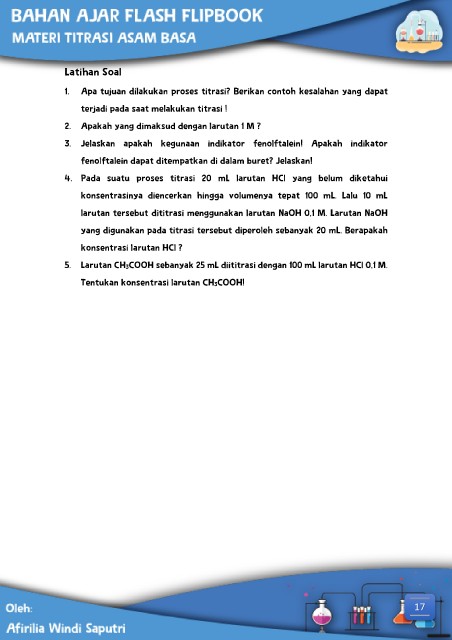 BAHAN AJAR FLASH FLIPBOOK
MATERI TITRASI ASAM BASA
Latihan Soal
1. Apa tujuan dilakukan proses titrasi? Berikan contoh kesalahan yang dapat
terjadi pada saat melakukan titrasi !
2. Apakah yang dimaksud dengan larutan 1 M ?
3. Jelaskan apakah kegunaan indikator fenolftalein! Apakah indikator
fenolftalein dapat ditempatkan di dalam buret? Jelaskan!
4. Pada suatu proses titrasi 20 mL larutan HCl yang belum diketahui
konsentrasinya diencerkan hingga volumenya tepat 100 mL. Lalu 10 mL
larutan tersebut dititrasi menggunakan larutan NaOH 0,1 M. Larutan NaOH
yang digunakan pada titrasi tersebut diperoleh sebanyak 20 mL. Berapakah
konsentrasi larutan HCl ?
5. Larutan CH₃COOH sebanyak 25 mL diititrasi dengan 100 mL larutan HCl 0,1 M.
Tentukan konsentrasi larutan CH₃COOH!
17
Oleh:
Afirilia Windi Saputri